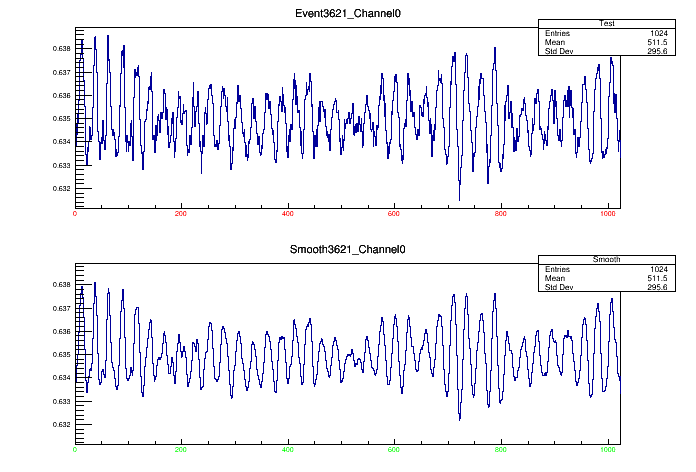 Event3621_Channel0
Test
Entries 1024
Mean 511.5
Std Dev 295.6
0.638
0.637
0.636
0.635
0.634
0.633
0.632
0 200 400 600 800 1000
Smooth3621_Channel0
Smooth
Entries 1024
Mean 511.5
Std Dev 295.6
0.638
0.637
0.636
0.635
0.634
0.633
0.632
0 200 400 600 800 1000